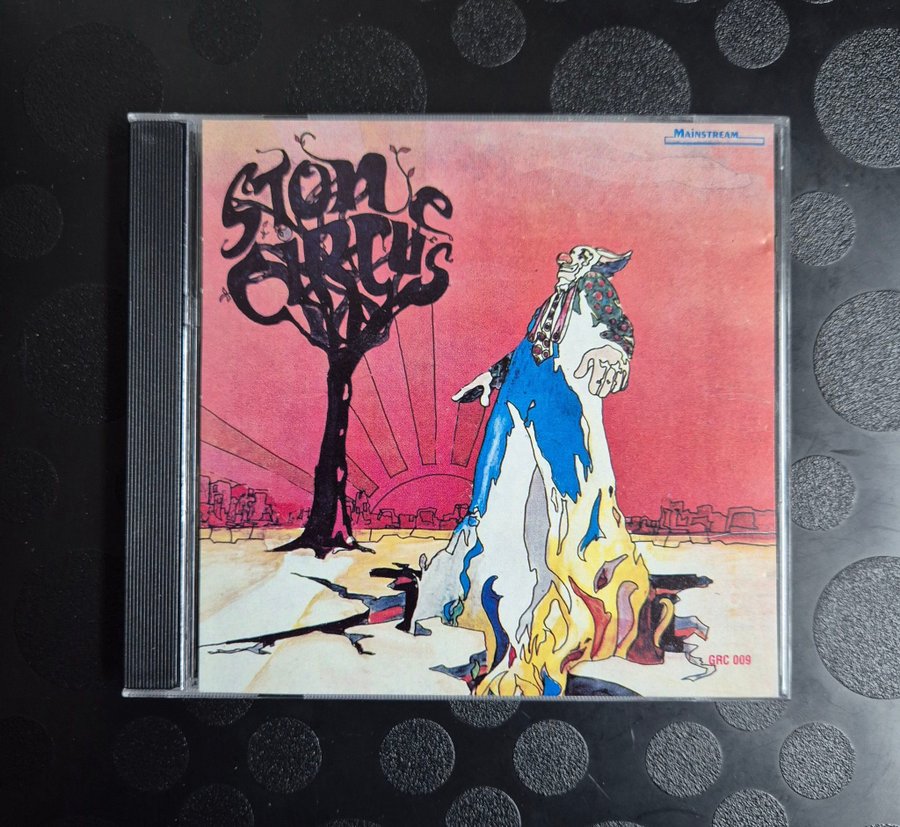 STONE
CIRCUS
MAINSTREAM
GRC 009